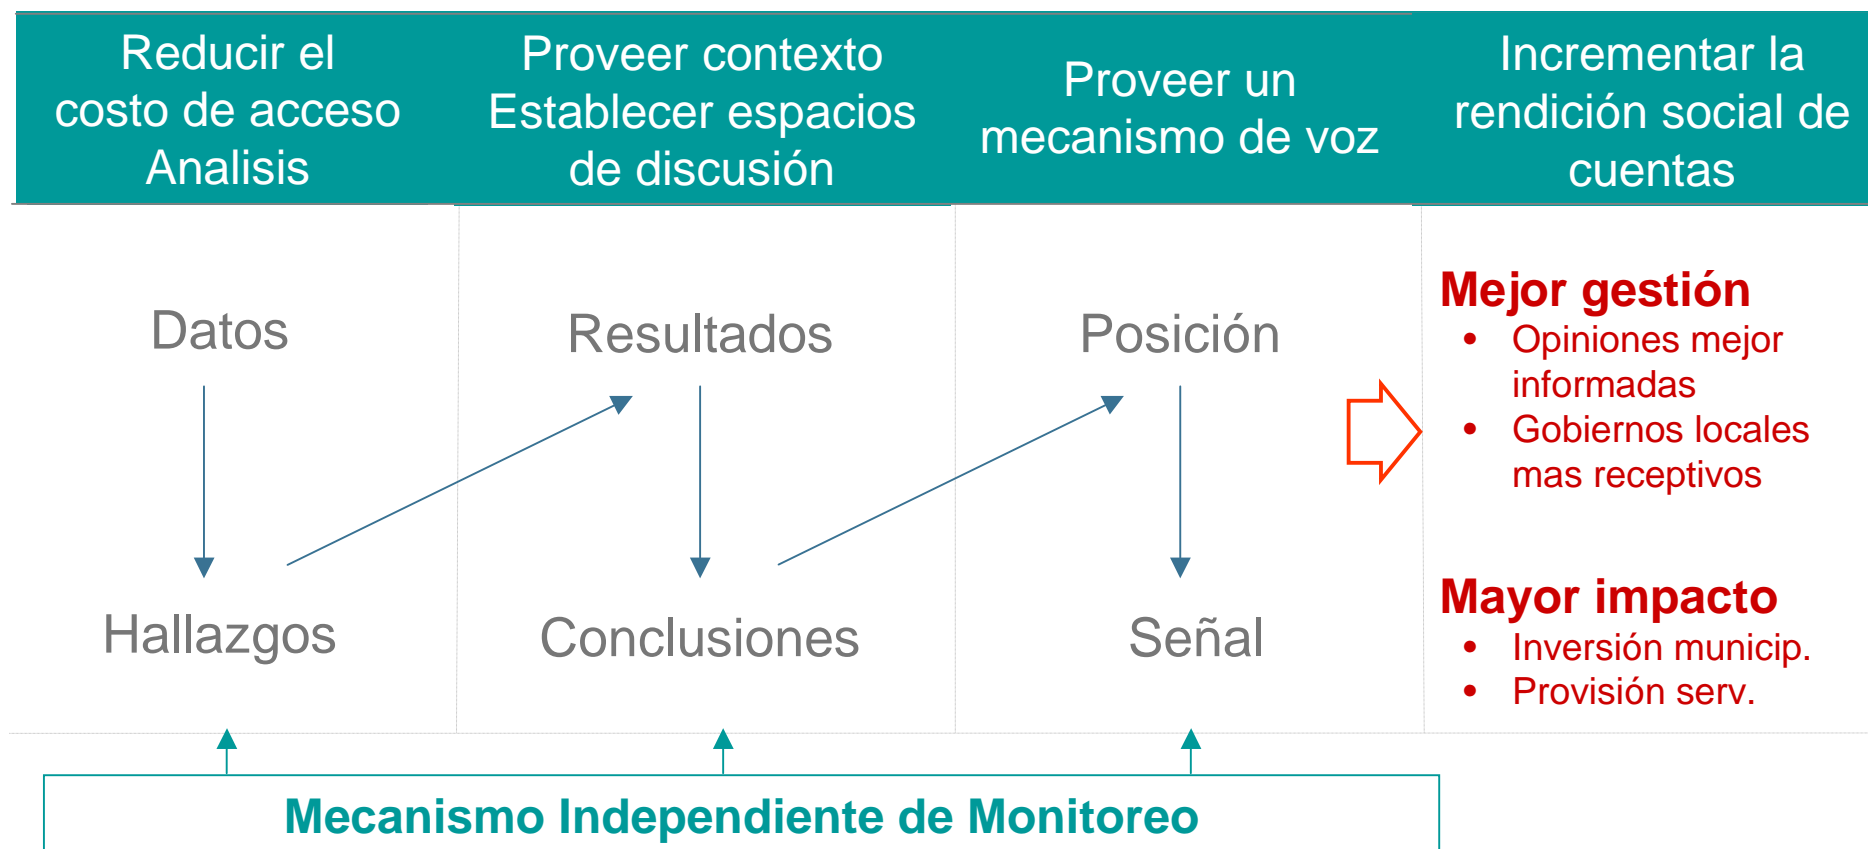 Reducir el
costo de acceso
Analisis
Proveer contexto
Establecer espacios
de discusión
Proveer un
mecanismo de voz
Incrementar la
rendición social de
cuentas
Datos
Hallazgos
Resultados
Conclusiones
Posición
Señal
Mejor gestión
• Opiniones mejor
informadas
• Gobiernos locales
mas receptivos
Mayor impacto
• Inversión municip.
• Provisión serv.
Mecanismo Independiente de Monitoreo